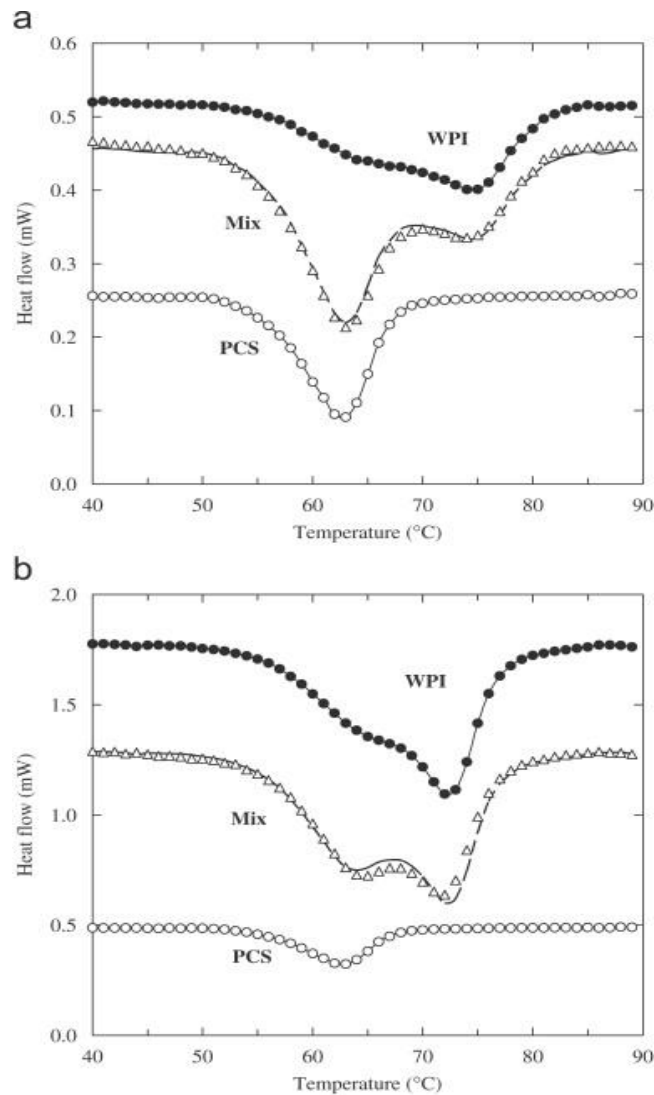 a
0.6
0.5
0.4
0.3
0.2
0.1
0.0
Heat flow (mW)
WPI
Mix
PCS
40 50 60 70 80 90
Temperature (°C)
b
2.0
1.5
1.0
0.5
0.0
Heat flow (mW)
WPI
Mix
PCS
40 50 60 70 80 90
Temperature (°C)